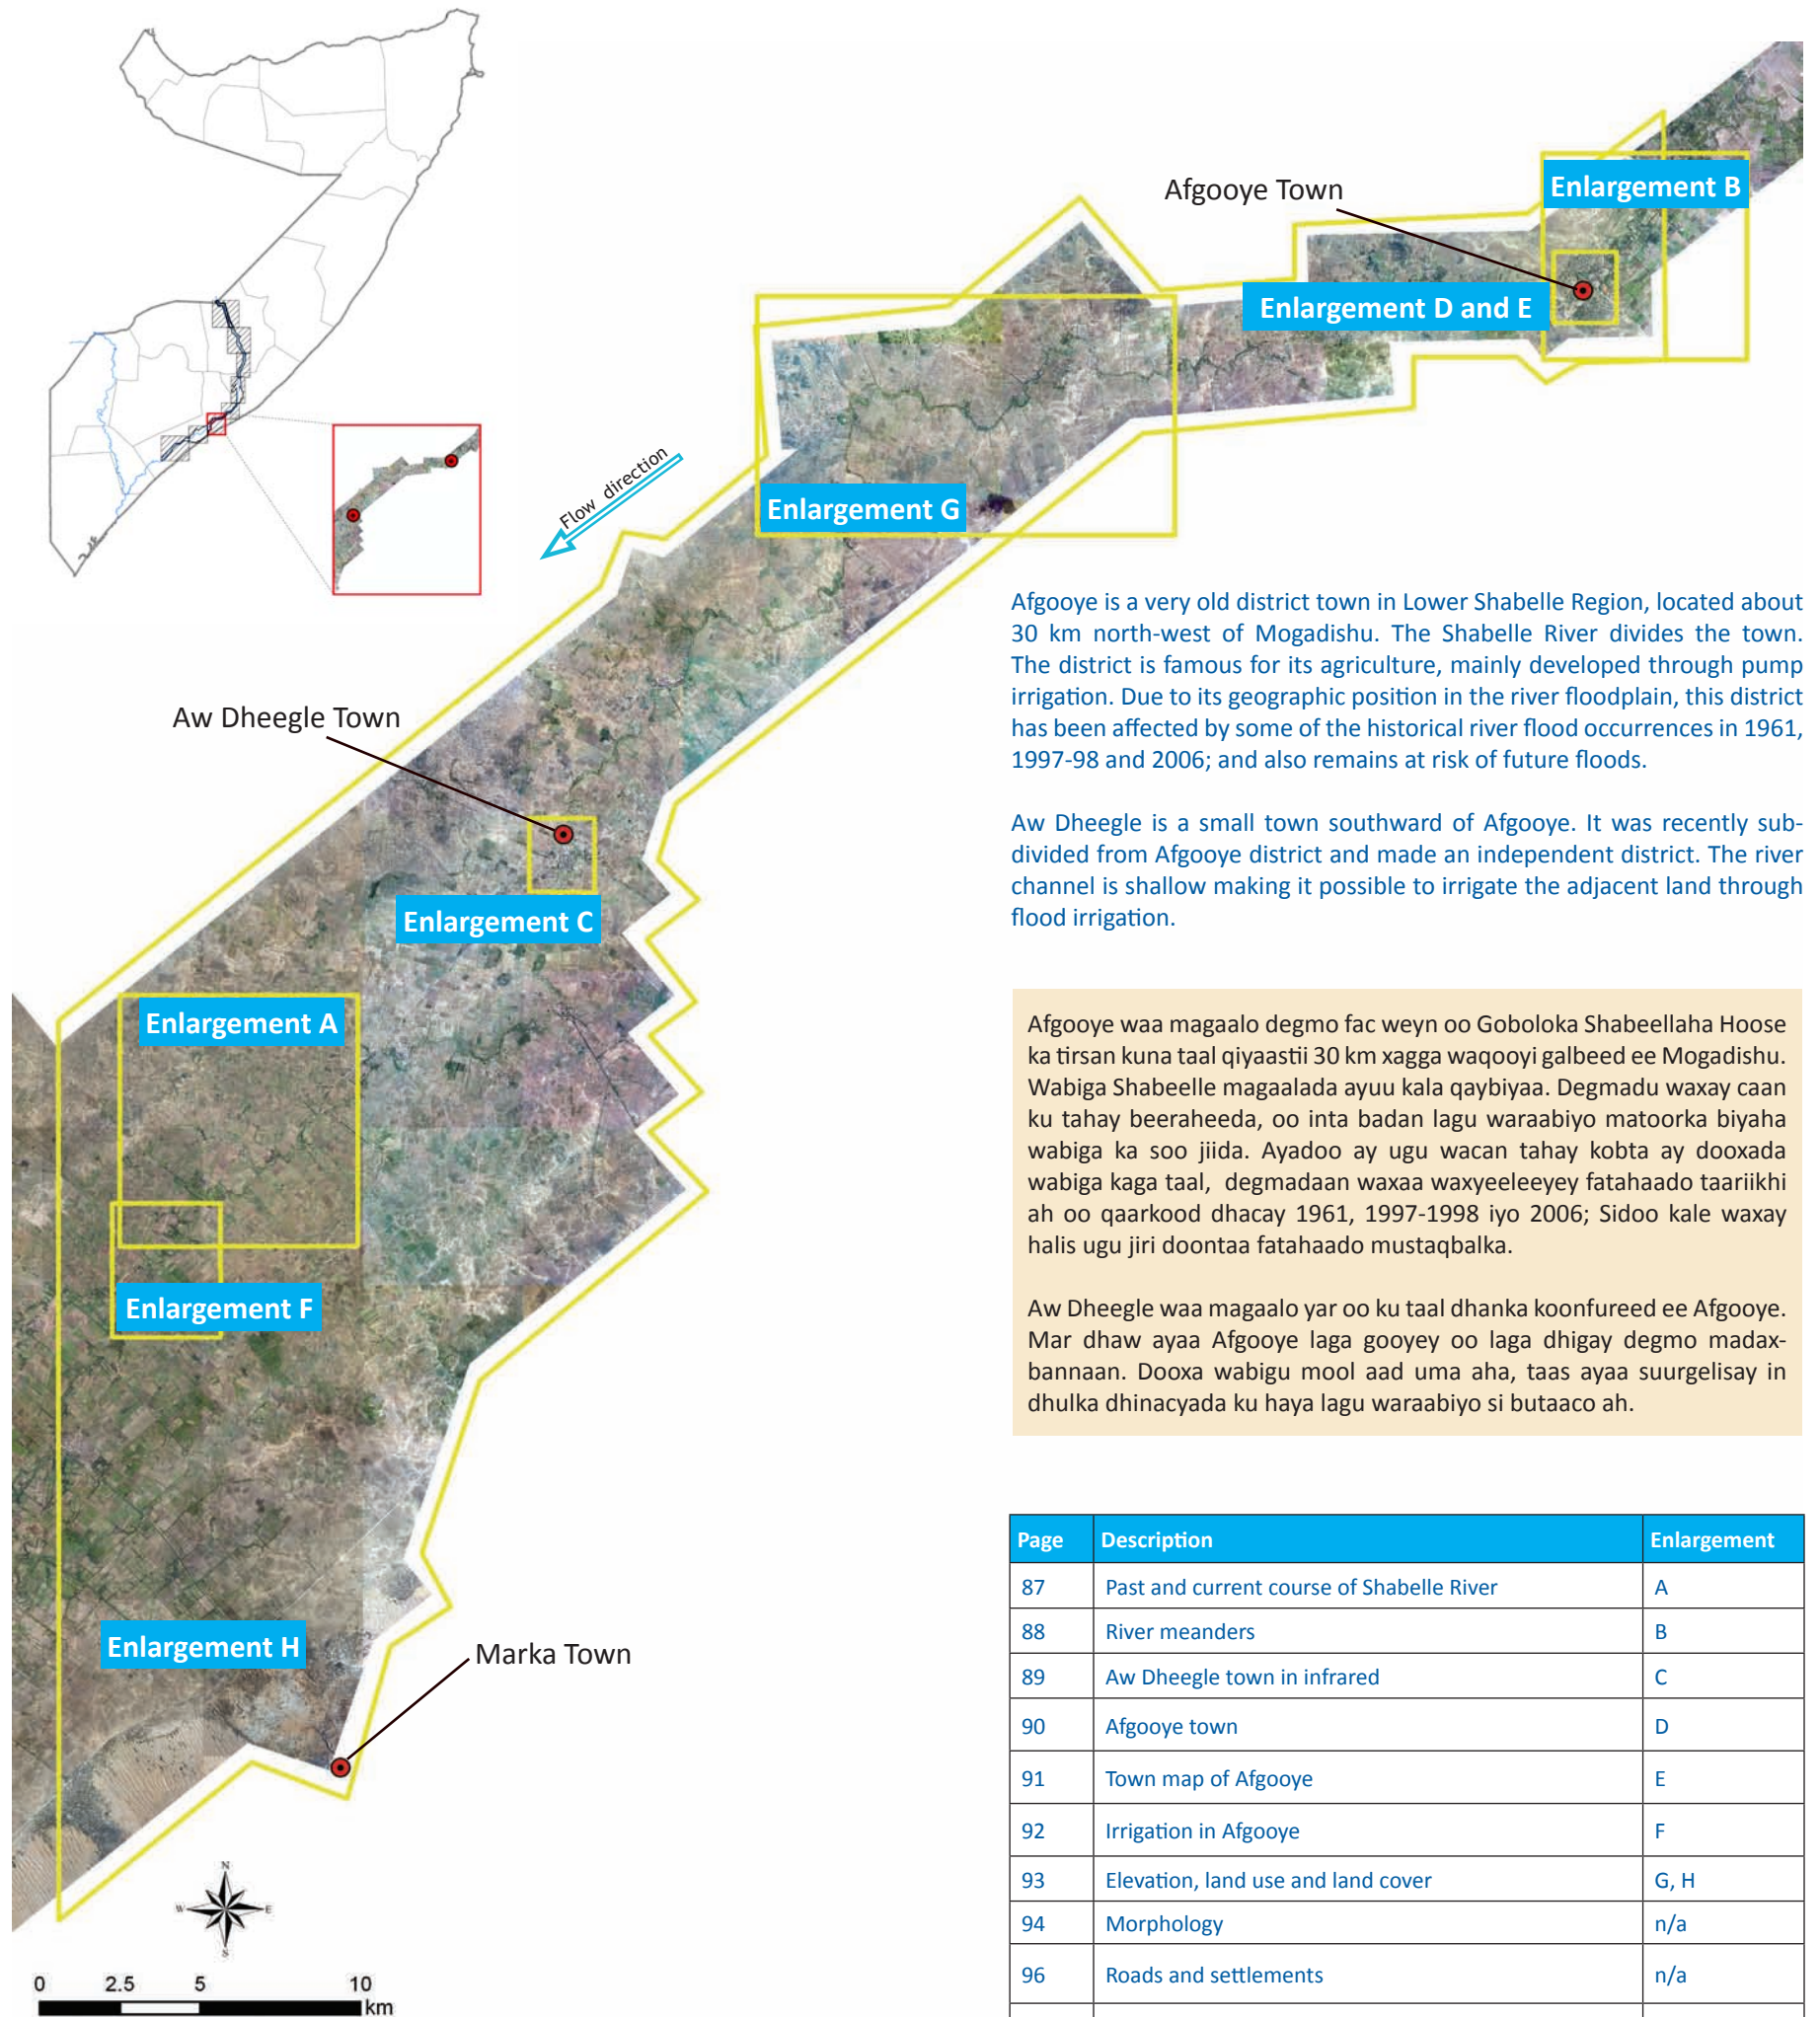 Afgooye Town
Enlargement B
Enlargement D and E
Enlargement G
Flow direction
Aw Dheegle Town
Enlargement C
Enlargement A
Enlargement F
Enlargement H
Marka Town
N
W
E
S
0 2.5 5 10
km
Afgooye is a very old district town in Lower Shabelle Region, located about
30 km north-west of Mogadishu. The Shabelle River divides the town.
The district is famous for its agriculture, mainly developed through pump
irrigation. Due to its geographic position in the river floodplain, this district
has been affected by some of the historical river flood occurrences in 1961,
1997-98 and 2006; and also remains at risk of future floods.
Aw Dheegle is a small town southward of Afgooye. It was recently sub-
divided from Afgooye district and made an independent district. The river
channel is shallow making it possible to irrigate the adjacent land through
flood irrigation.
Afgooye waa magaalo degmo fac weyn oo Goboloka Shabeellaha Hoose
ka tirsan kuna taal qiyaastii 30 km xagga waqooyi galbeed ee Mogadishu.
Wabiga Shabeelle magaalada ayuu kala qaybiyaa. Degmadu waxay caan
ku tahay beeraheeda, oo inta badan lagu waraabiyo matoorka biyaha
wabiga ka soo jiida. Ayadoo ay ugu wacan tahay kobta ay dooxada
wabiga kaga taal, degmadaan waxaa waxyeeleeyey fatahaado taariikhi
ah oo qaarkood dhacay 1961, 1997-1998 iyo 2006; Sidoo kale waxay
halis ugu jiri doontaa fatahaado mustaqbalka.
Aw Dheegle waa magaalo yar oo ku taal dhanka koonfureed ee Afgooye.
Mar dhaw ayaa Afgooye laga gooyey oo laga dhigay degmo madax-
bannaan. Dooxa wabigu mool aad uma aha, taas ayaa suurgelisay in
dhulka dhinacyada ku haya lagu waraabiyo si butaaco ah.
Page Description Enlargement
87 Past and current course of Shabelle River A
88 River meanders B
89 Aw Dheegle town in infrared C
90 Afgooye town D
91 Town map of Afgooye E
92 Irrigation in Afgooye F
93 Elevation, land use and land cover G, H
94 Morphology n/a
96 Roads and settlements n/a